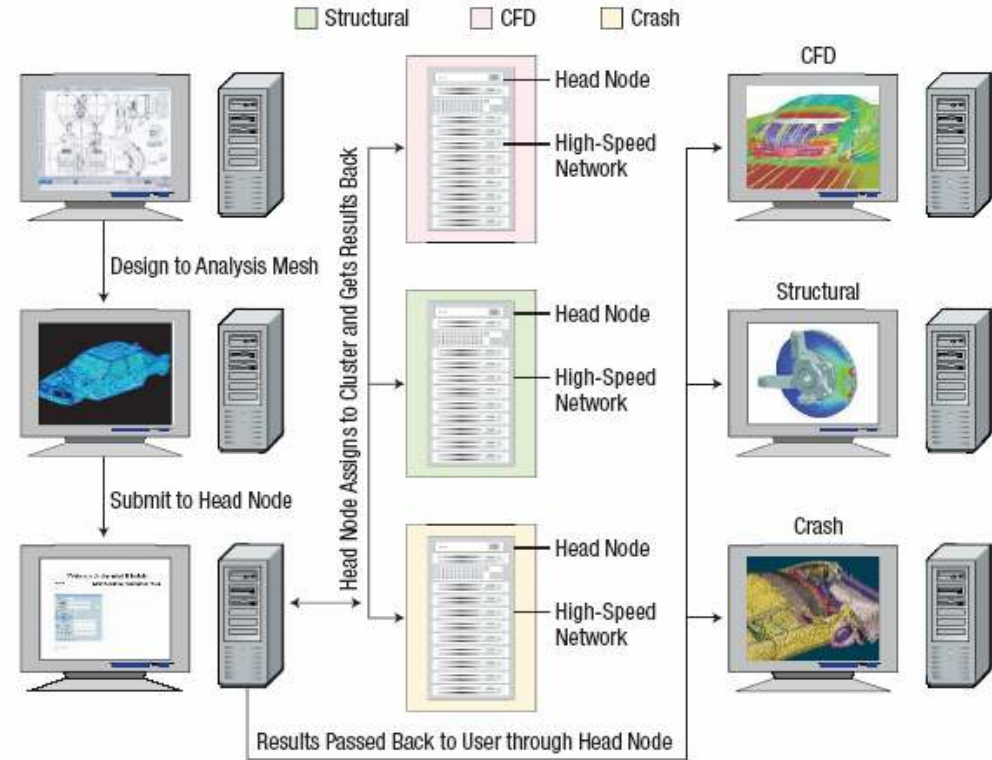 Structural
CFD
Crash
Design to Analysis Mesh
Submit to Head Node
Head Node Assigns to Cluster and Gets Results Back
Head Node
High-Speed
Network
Head Node
High-Speed
Network
Head Node
High-Speed
Network
CFD
Structural
Crash
Results Passed Back to User through Head Node